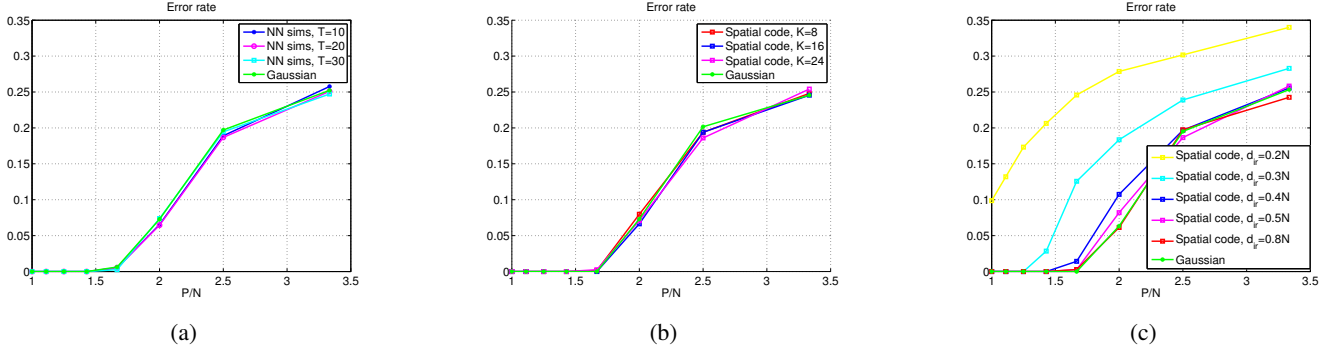 Error rate
0.35
0.3
0.25
0.2
0.15
0.1
0.05
0
1
1.5
2
2.5
3
3.5
P/N
NN sims, T=10
NN sims, T=20
NN sims, T=30
Gaussian
(a)
Error rate
0.35
0.3
0.25
0.2
0.15
0.1
0.05
0
1
1.5
2
2.5
3
3.5
P/N
Spatial code, K=8
Spatial code, K=16
Spatial code, K=24
Gaussian
(b)
Error rate
0.35
0.3
0.25
0.2
0.15
0.1
0.05
0
1
1.5
2
2.5
3
3.5
P/N
Spatial code, d_ir=0.2N
Spatial code, d_ir=0.3N
Spatial code, d_ir=0.4N
Spatial code, d_ir=0.5N
Spatial code, d_ir=0.8N
Gaussian
(c)